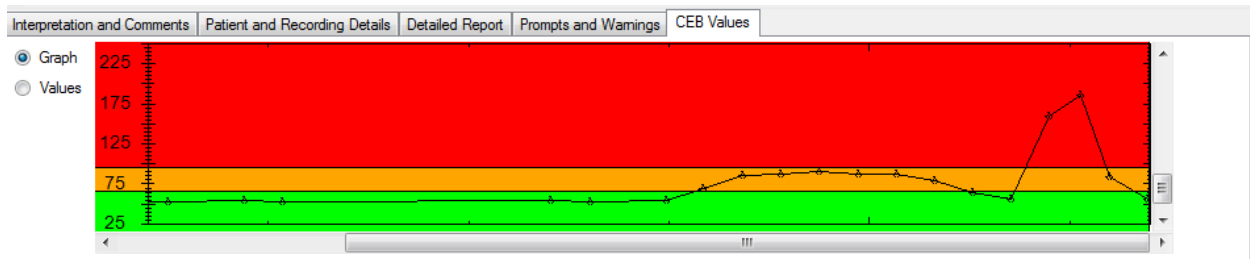 Interpretation and Comments Patient and Recording Details Detailed Report Prompts and Warnings CEB Values
Graph
Values
225
175
125
75
25